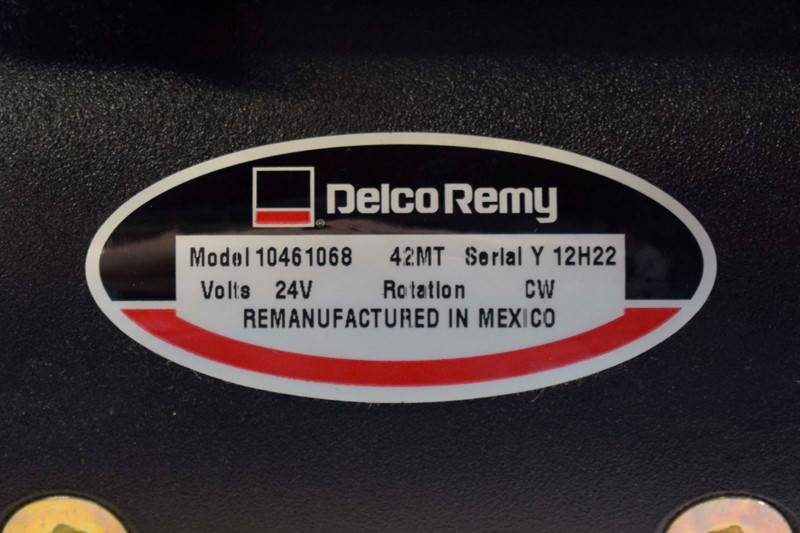 Delco Remy
Model 10461068 42MT Serial Y 12H22
Volts 24V Rotation CW
REMANUFACTURED IN MEXICO